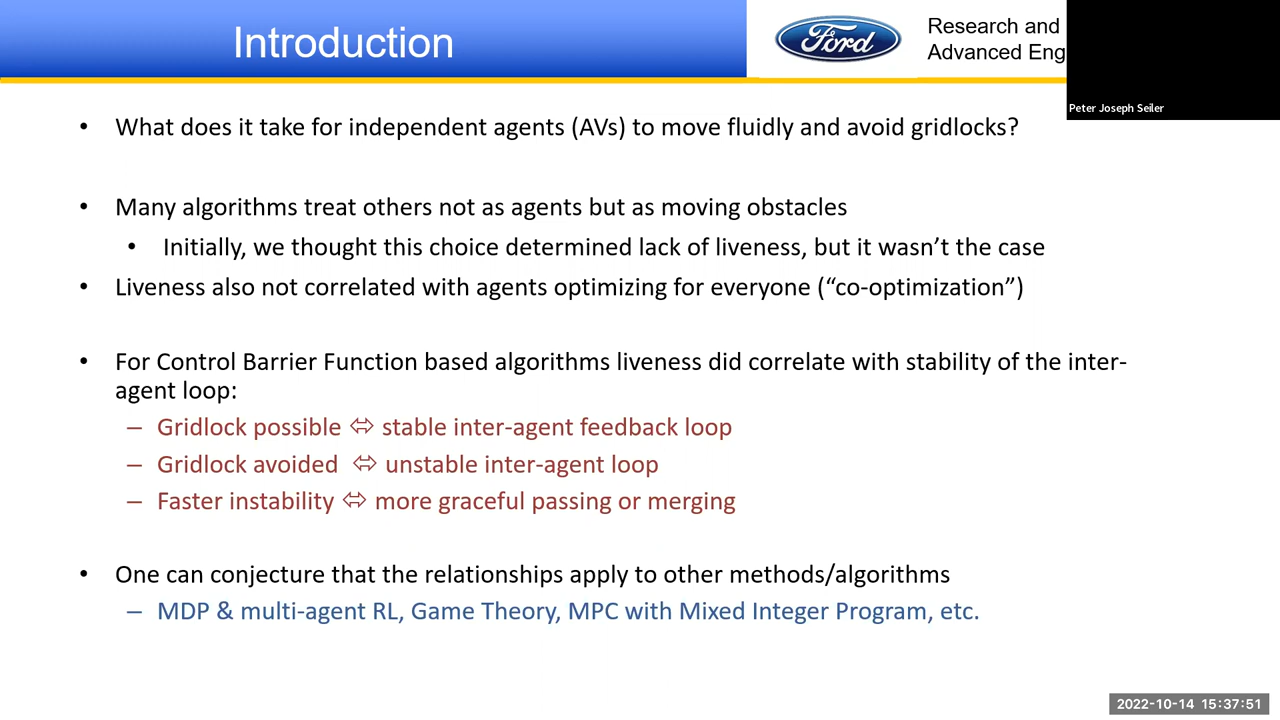 Introduction
Ford
Research and
Advanced Eng
Peter Joseph Seiler
• What does it take for independent agents (AVs) to move fluidly and avoid gridlocks?
• Many algorithms treat others not as agents but as moving obstacles
• Initially, we thought this choice determined lack of liveness, but it wasn’t the case
• Liveness also not correlated with agents optimizing for everyone (“co-optimization”)
• For Control Barrier Function based algorithms liveness did correlate with stability of the inter-
agent loop:
– Gridlock possible ⬄ stable inter-agent feedback loop
– Gridlock avoided ⬄ unstable inter-agent loop
– Faster instability ⬄ more graceful passing or merging
• One can conjecture that the relationships apply to other methods/algorithms
– MDP & multi-agent RL, Game Theory, MPC with Mixed Integer Program, etc.
2022-10-14 15:37:51